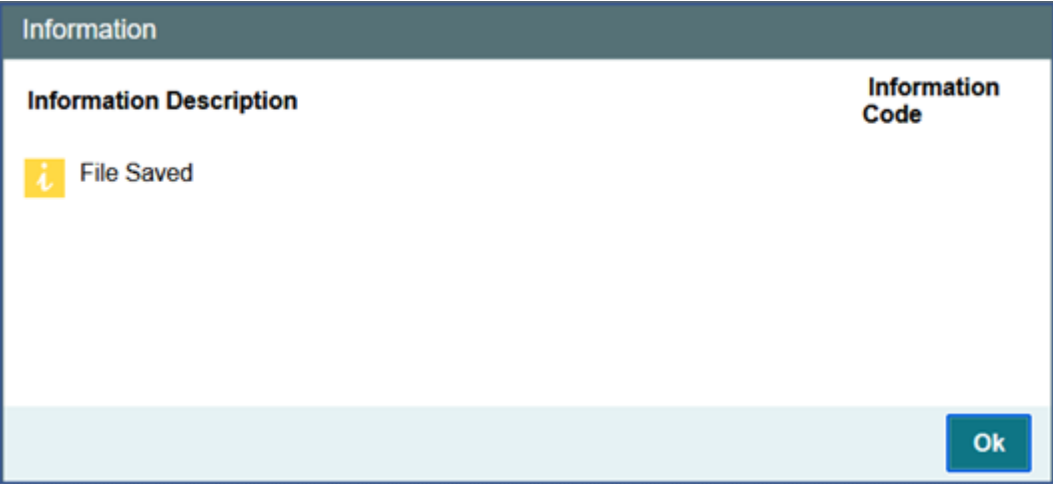 Information
Information Description
Information
Code
i File Saved
Ok